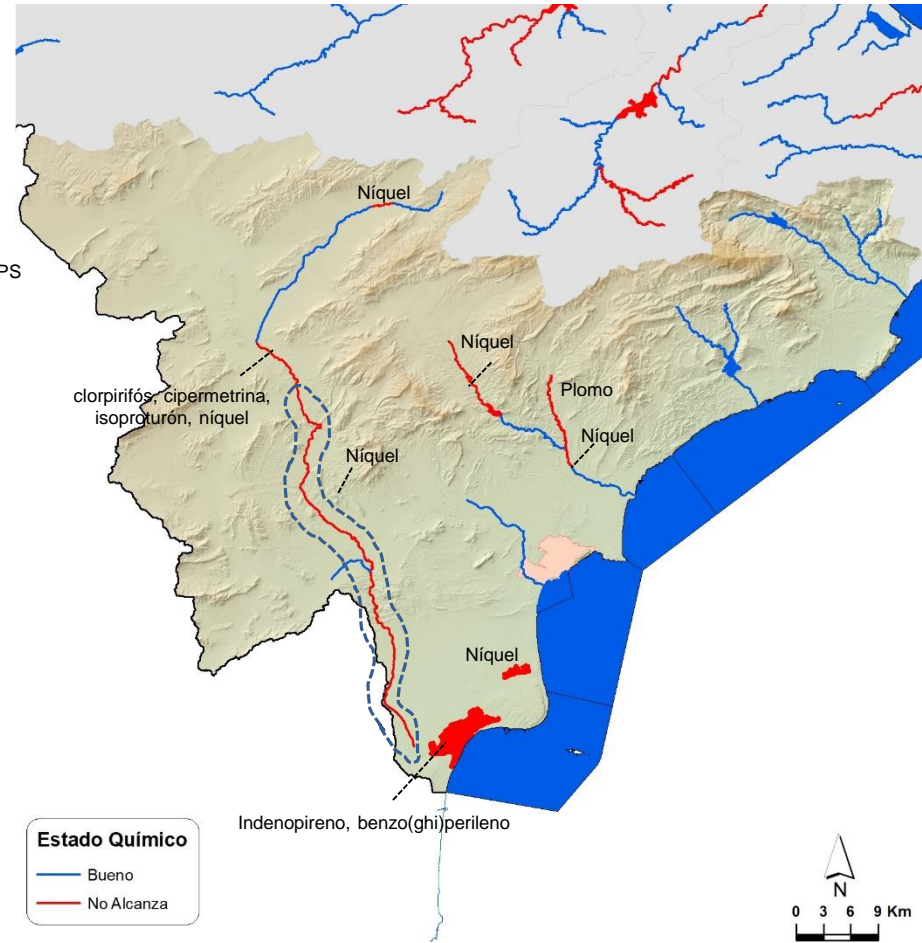 Níquel
PS
Níquel
clorpirifós, cipermetrina,
isoproturón, níquel
Plomo
Níquel
Níquel
Níquel
Indenopireno, benzo(ghi)perileno
Estado Químico
Bueno
No Alcanza
N
0 3 6 9 Km